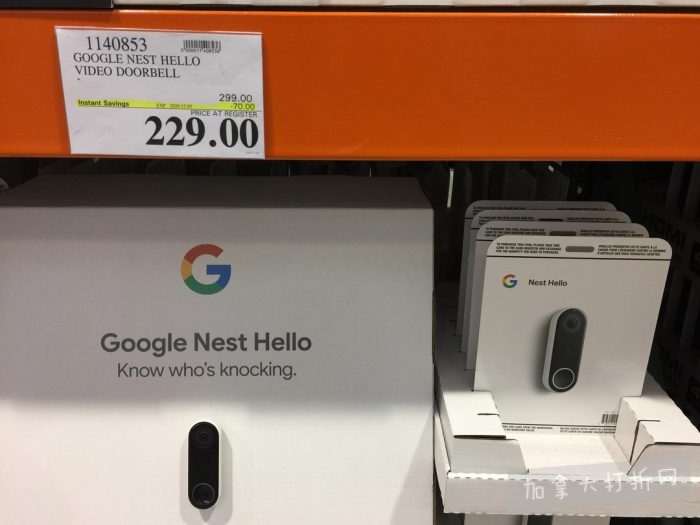 1140853
GOOGLE NEST HELLO
VIDEO DOORBELL
299.00
Instant Savings
-70.00
PRICE AT REGISTER
229.00
G
Google Nest Hello
Know who's knocking.
G Nest Hello
加拿大打折网